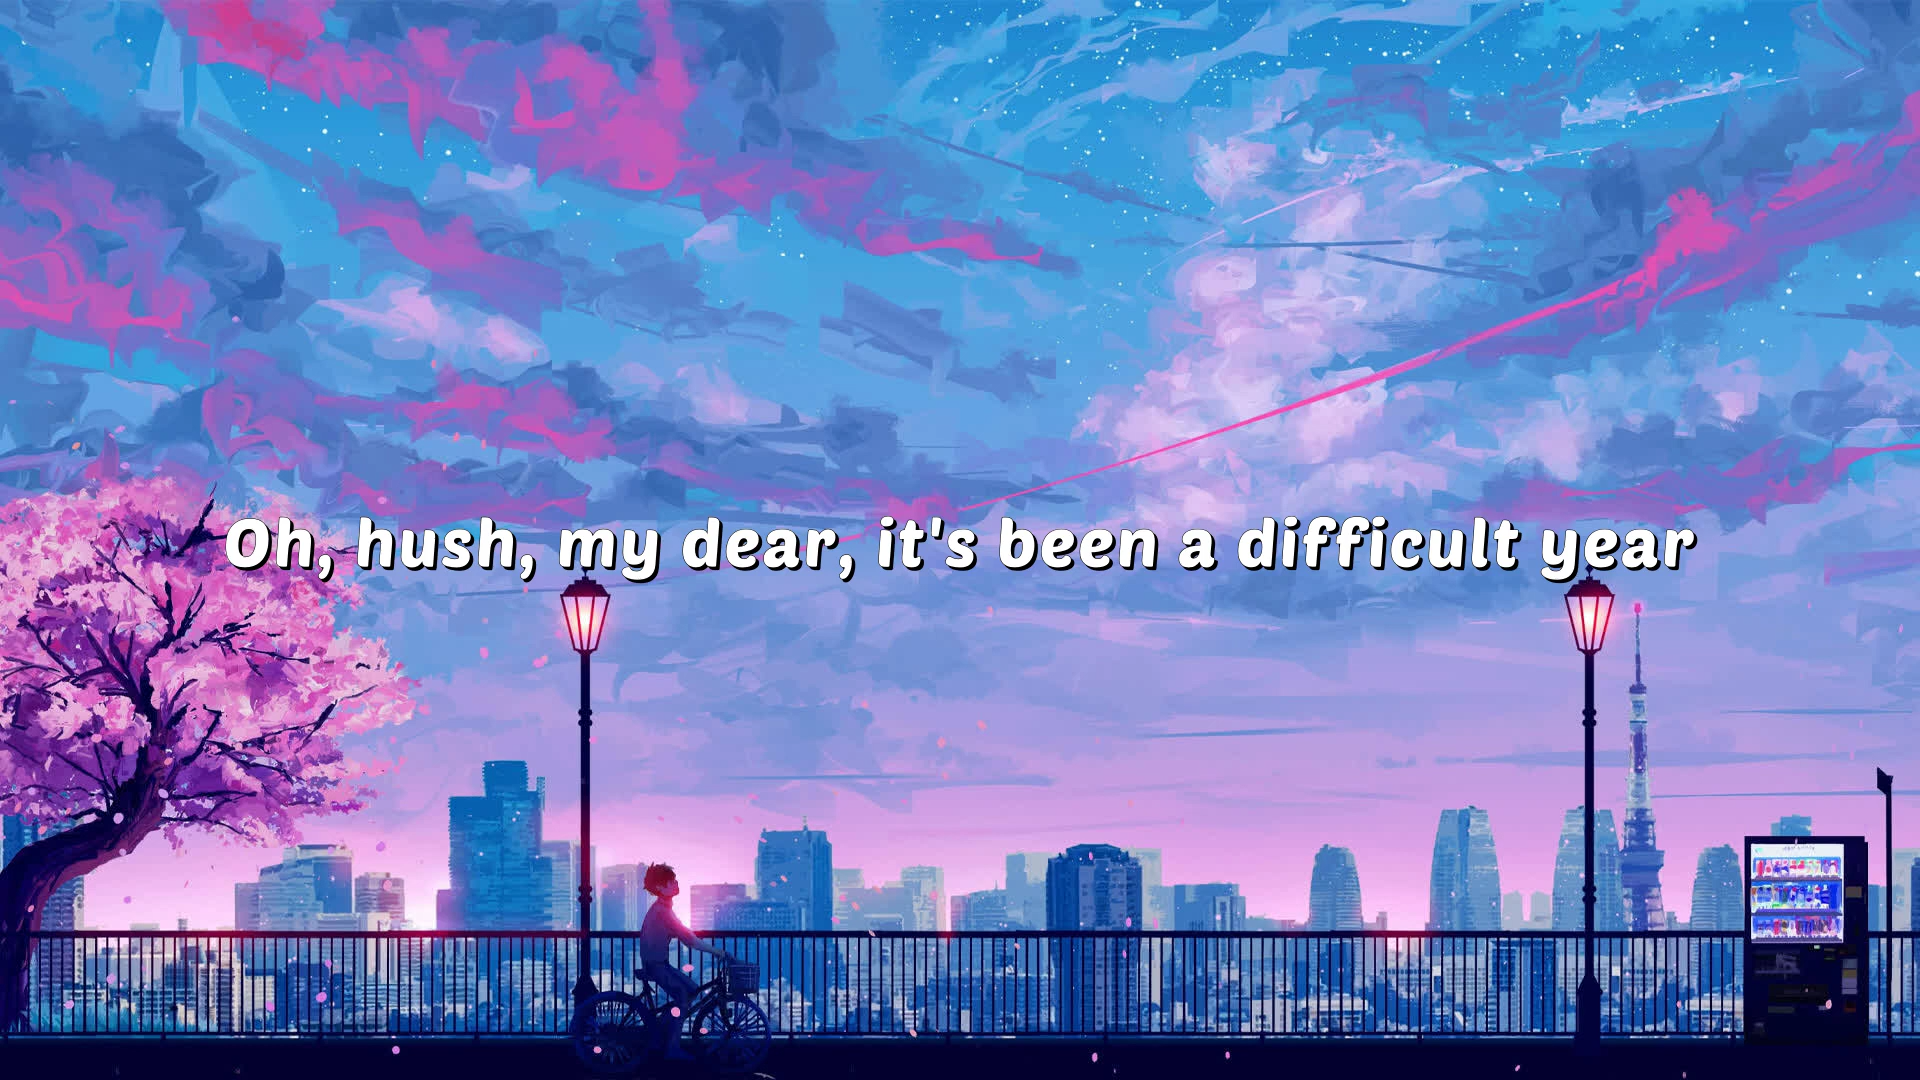 Oh, hush, my dear, it's been a difficult year